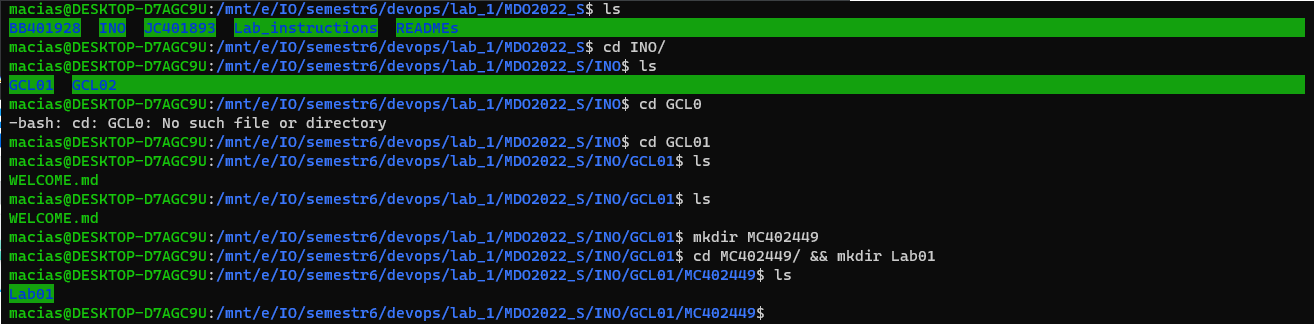 macias@DESKTOP-D7AGC9U:/mnt/e/IO/semestr6/devops/lab_1/MDO2022_S$ ls
BB401928  INO  JC401893  Lab_instructions  READMEs
macias@DESKTOP-D7AGC9U:/mnt/e/IO/semestr6/devops/lab_1/MDO2022_S$ cd INO/
macias@DESKTOP-D7AGC9U:/mnt/e/IO/semestr6/devops/lab_1/MDO2022_S/INO$ ls
GCL01  GCL02
macias@DESKTOP-D7AGC9U:/mnt/e/IO/semestr6/devops/lab_1/MDO2022_S/INO$ cd GCL0
-bash: cd: GCL0: No such file or directory
macias@DESKTOP-D7AGC9U:/mnt/e/IO/semestr6/devops/lab_1/MDO2022_S/INO$ cd GCL01
macias@DESKTOP-D7AGC9U:/mnt/e/IO/semestr6/devops/lab_1/MDO2022_S/INO/GCL01$ ls
WELCOME.md
macias@DESKTOP-D7AGC9U:/mnt/e/IO/semestr6/devops/lab_1/MDO2022_S/INO/GCL01$ ls
WELCOME.md
macias@DESKTOP-D7AGC9U:/mnt/e/IO/semestr6/devops/lab_1/MDO2022_S/INO/GCL01$ mkdir MC402449
macias@DESKTOP-D7AGC9U:/mnt/e/IO/semestr6/devops/lab_1/MDO2022_S/INO/GCL01$ cd MC402449/ && mkdir Lab01
macias@DESKTOP-D7AGC9U:/mnt/e/IO/semestr6/devops/lab_1/MDO2022_S/INO/GCL01/MC402449$ ls
Lab01
macias@DESKTOP-D7AGC9U:/mnt/e/IO/semestr6/devops/lab_1/MDO2022_S/INO/GCL01/MC402449$